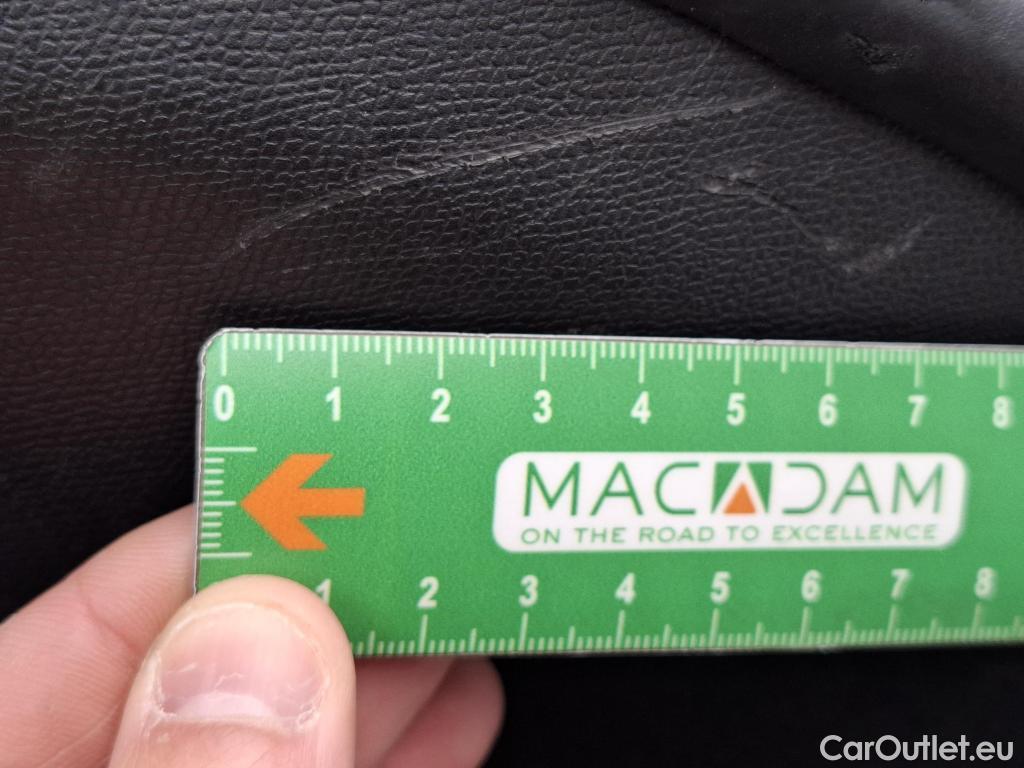 0 1 2 3 4 5 6 7 8
MACADAM
ON THE ROAD TO EXCELLENCE
1 2 3 4 5 6 7 8
CarOutlet.eu